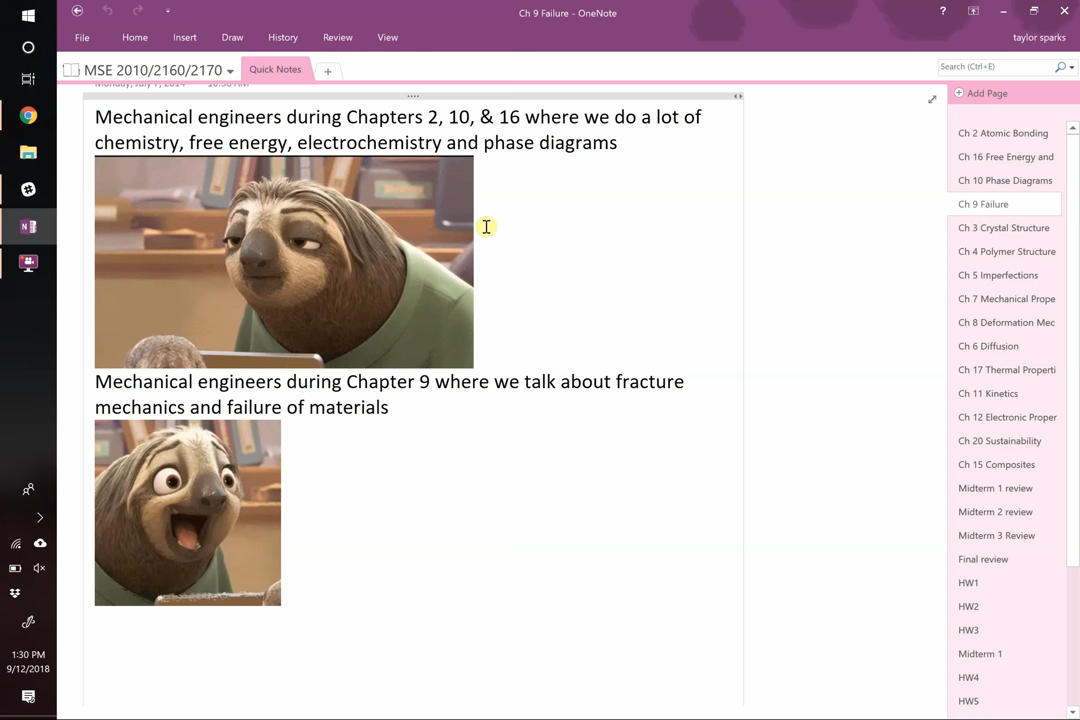 Ch 9 Failure - OneNote
?
File
Home
Insert
Draw
History
Review
View
taylor sparks
MSE 2010/2160/2170
Quick Notes
+
Search (Ctrl+E)
Mechanical engineers during Chapters 2, 10, & 16 where we do a lot of
chemistry, free energy, electrochemistry and phase diagrams
Mechanical engineers during Chapter 9 where we talk about fracture
mechanics and failure of materials
Add Page
Ch 2 Atomic Bonding
Ch 16 Free Energy and
Ch 10 Phase Diagrams
Ch 9 Failure
Ch 3 Crystal Structure
Ch 4 Polymer Structure
Ch 5 Imperfections
Ch 7 Mechanical Prope
Ch 8 Deformation Mec
Ch 6 Diffusion
Ch 17 Thermal Properti
Ch 11 Kinetics
Ch 12 Electronic Proper
Ch 20 Sustainability
Ch 15 Composites
Midterm 1 review
Midterm 2 review
Midterm 3 Review
Final review
HW1
HW2
HW3
Midterm 1
HW4
HW5
1:30 PM
9/12/2018